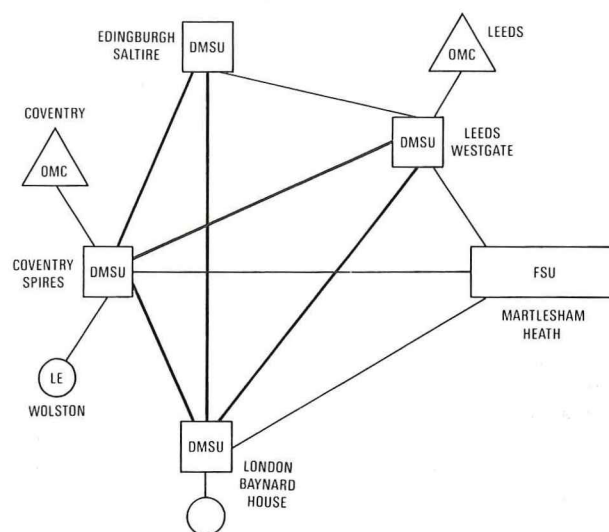 EDINGBURGH
SALTIRE
DMSU
LEEDS
OMC
COVENTRY
OMC
DMSU
LEEDS
WESTGATE
COVENTRY
SPIRES
DMSU
FSU
MARTLESHAM
HEATH
LE
WOLSTON
DMSU
LONDON
BAYNARD
HOUSE